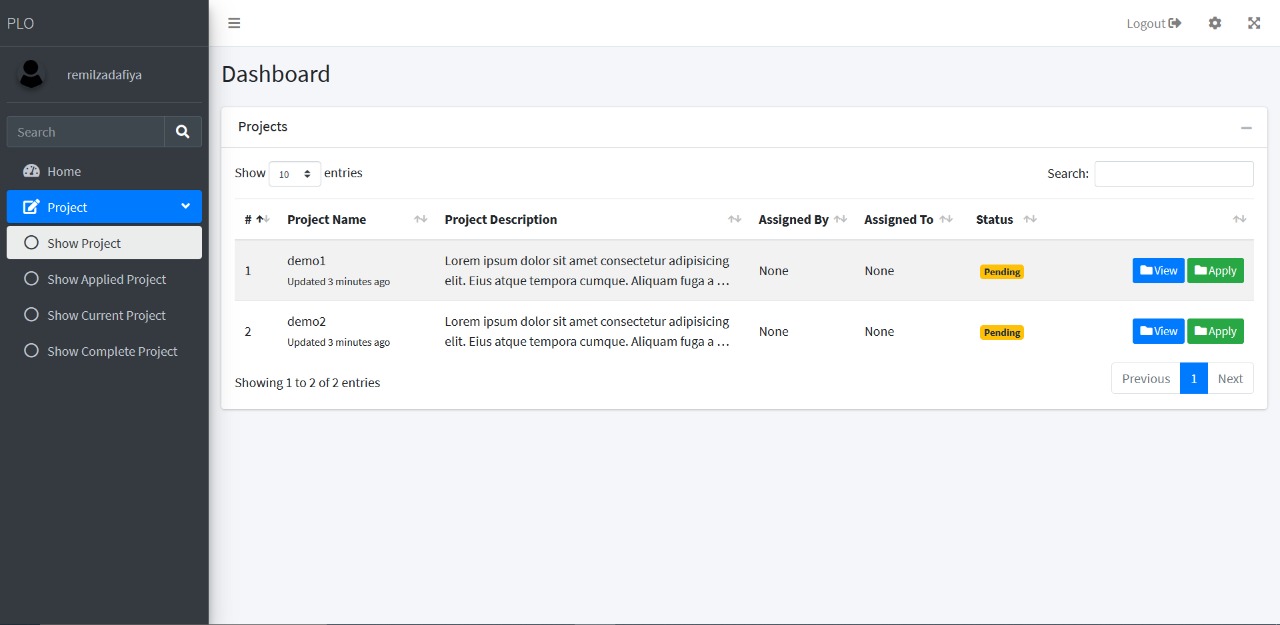 PLO
Logout
remilzadafiya
Dashboard
Search
Projects
Home
Show 10 entries
Search:
Project
# Project Name Project Description Assigned By Assigned To Status
Show Project
Show Applied Project
Show Current Project
Show Complete Project
1 demo1 Lorem ipsum dolor sit amet consectetur adipisicing None None Pending View Apply
Updated 3 minutes ago elit. Eius atque tempora cumque. Aliquam fuga a ...
2 demo2 Lorem ipsum dolor sit amet consectetur adipisicing None None Pending View Apply
Updated 3 minutes ago elit. Eius atque tempora cumque. Aliquam fuga a ...
Showing 1 to 2 of 2 entries
Previous 1 Next